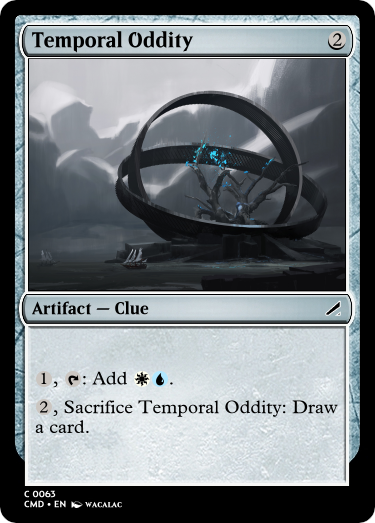 Temporal Oddity 2
Artifact — Clue
1, : Add .
2, Sacrifice Temporal Oddity: Draw
a card.
C 0063
CMD • EN WACALAC